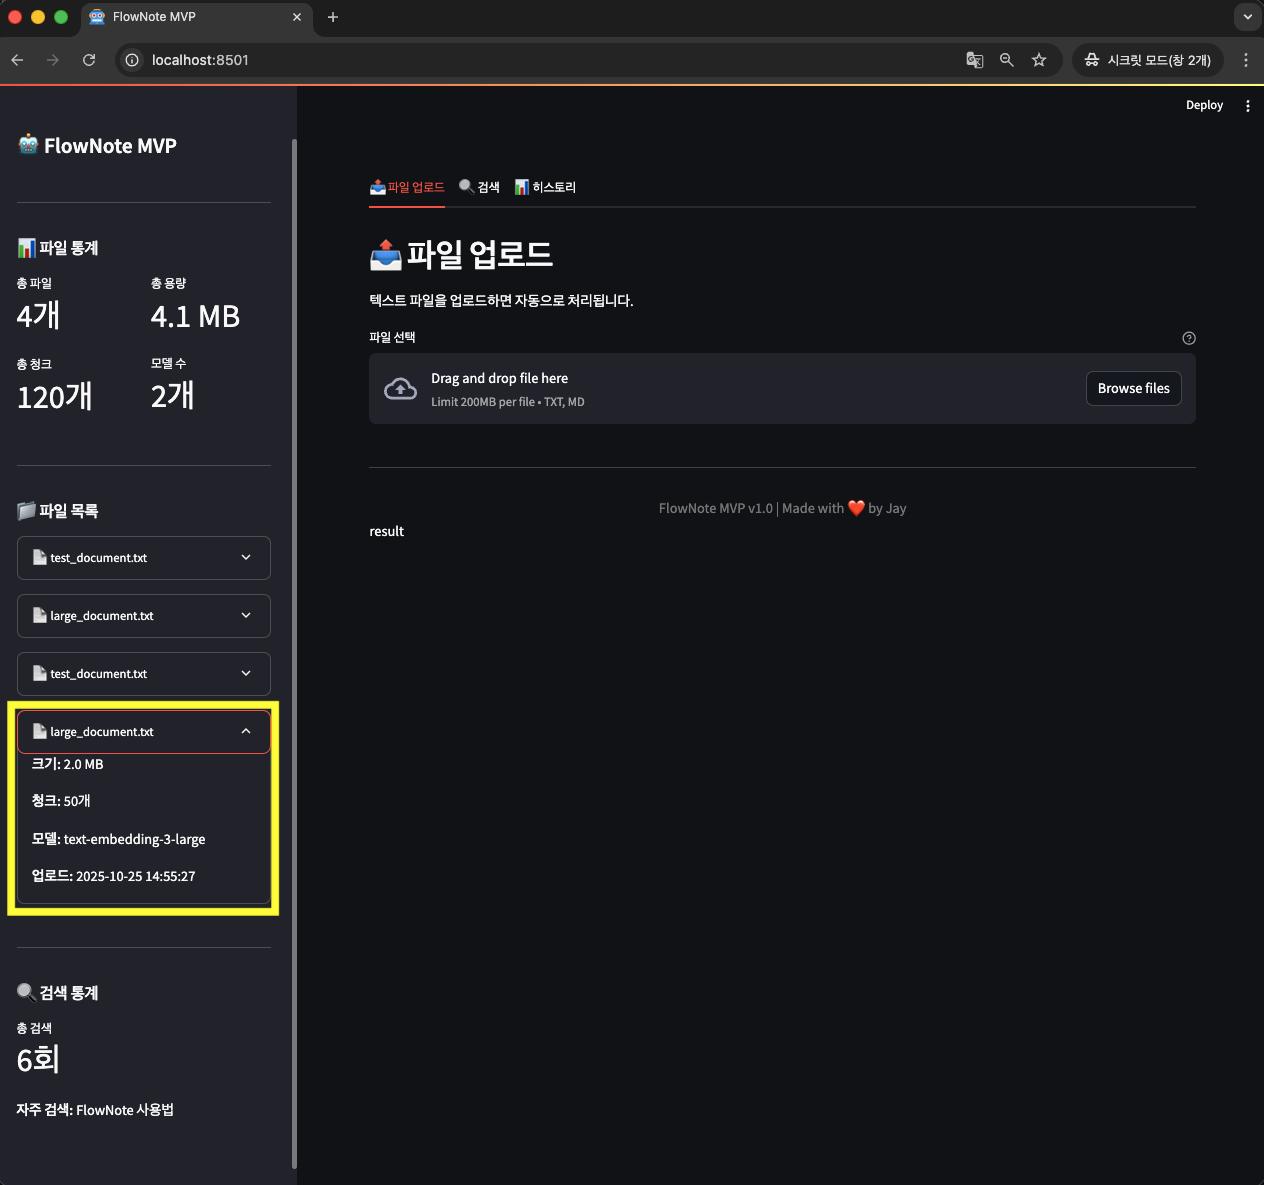 FlowNote MVP
localhost:8501
시크릿 모드(창 2개)
Deploy
FlowNote MVP
파일 통계
총 파일
총 용량
4개
4.1 MB
총 청크
모델 수
120개
2개
파일 목록
test_document.txt
large_document.txt
test_document.txt
large_document.txt
크기: 2.0 MB
청크: 50개
모델: text-embedding-3-large
업로드: 2025-10-25 14:55:27
검색 통계
총 검색
6회
자주 검색: FlowNote 사용법
파일 업로드 검색 히스토리
파일 업로드
텍스트 파일을 업로드하면 자동으로 처리됩니다.
파일 선택
Drag and drop file here
Limit 200MB per file • TXT, MD
Browse files
FlowNote MVP v1.0 | Made with ❤️ by Jay
result